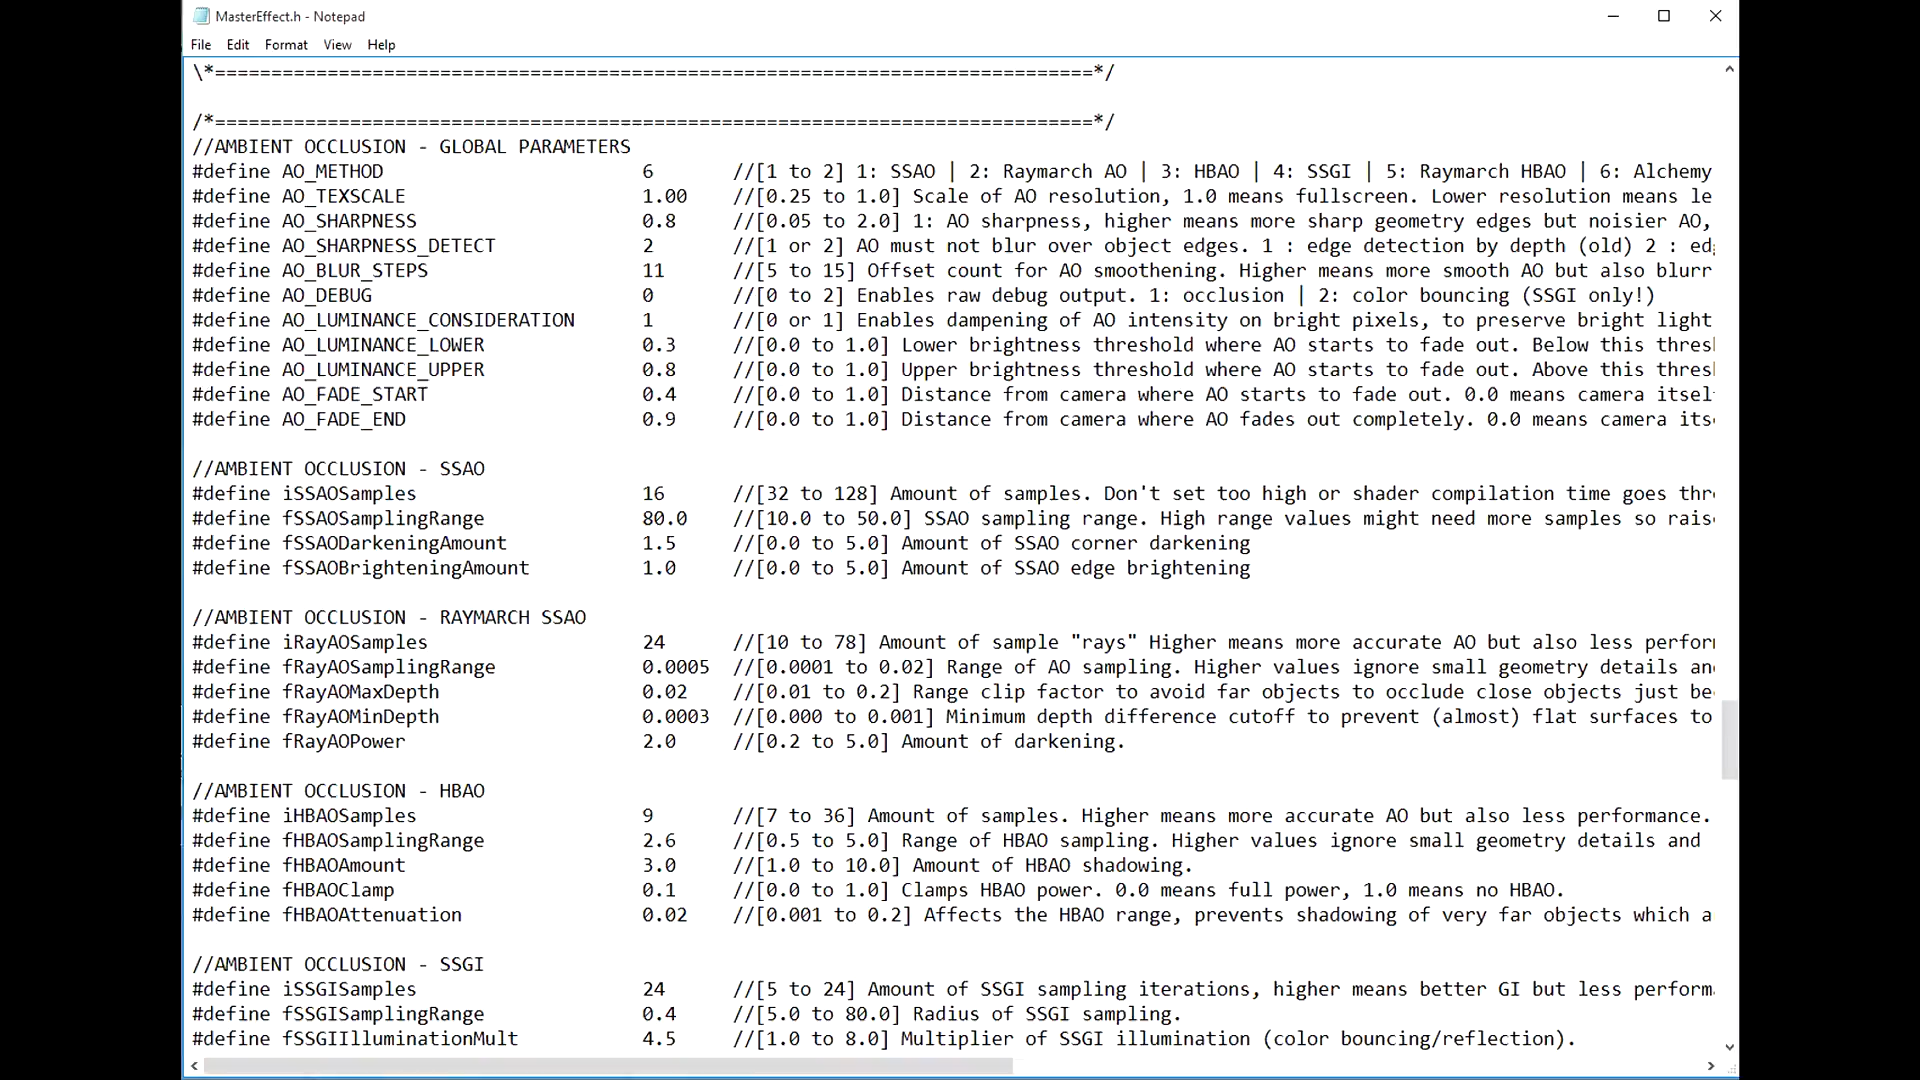 MasterEffect.h - Notepad
File Edit Format View Help
\*==============================================================================*/
/*==============================================================================*/
//AMBIENT OCCLUSION - GLOBAL PARAMETERS
#define AO_METHOD 6 //[1 to 2] 1: SSAO | 2: Raymarch AO | 3: HBAO | 4: SSGI | 5: Raymarch HBAO | 6: Alchemy
#define AO_TEXSCALE 1.00 //[0.25 to 1.0] Scale of AO resolution, 1.0 means fullscreen. Lower resolution means le
#define AO_SHARPNESS 0.8 //[0.05 to 2.0] 1: AO sharpness, higher means more sharp geometry edges but noisier AO,
#define AO_SHARPNESS_DETECT 2 //[1 or 2] AO must not blur over object edges. 1 : edge detection by depth (old) 2 : ed
#define AO_BLUR_STEPS 11 //[5 to 15] Offset count for AO smoothening. Higher means more smooth AO but also blurr
#define AO_DEBUG 0 //[0 to 2] Enables raw debug output. 1: occlusion | 2: color bouncing (SSGI only!)
#define AO_LUMINANCE_CONSIDERATION 1 //[0 or 1] Enables dampening of AO intensity on bright pixels, to preserve bright light
#define AO_LUMINANCE_LOWER 0.3 //[0.0 to 1.0] Lower brightness threshold where AO starts to fade out. Below this thres
#define AO_LUMINANCE_UPPER 0.8 //[0.0 to 1.0] Upper brightness threshold where AO starts to fade out. Above this thres
#define AO_FADE_START 0.4 //[0.0 to 1.0] Distance from camera where AO starts to fade out. 0.0 means camera itsel
#define AO_FADE_END 0.9 //[0.0 to 1.0] Distance from camera where AO fades out completely. 0.0 means camera its
//AMBIENT OCCLUSION - SSAO
#define iSSAOSamples 16 //[32 to 128] Amount of samples. Don't set too high or shader compilation time goes thr
#define fSSAOSamplingRange 80.0 //[10.0 to 50.0] SSAO sampling range. High range values might need more samples so rais
#define fSSAODarkeningAmount 1.5 //[0.0 to 5.0] Amount of SSAO corner darkening
#define fSSAOBrighteningAmount 1.0 //[0.0 to 5.0] Amount of SSAO edge brightening
//AMBIENT OCCLUSION - RAYMARCH SSAO
#define iRayAOSamples 24 //[10 to 78] Amount of sample "rays" Higher means more accurate AO but also less perfor
#define fRayAOSamplingRange 0.0005 //[0.0001 to 0.02] Range of AO sampling. Higher values ignore small geometry details an
#define fRayAOMaxDepth 0.02 //[0.01 to 0.2] Range clip factor to avoid far objects to occlude close objects just be
#define fRayAOMinDepth 0.0003 //[0.000 to 0.001] Minimum depth difference cutoff to prevent (almost) flat surfaces to
#define fRayAOPower 2.0 //[0.2 to 5.0] Amount of darkening.
//AMBIENT OCCLUSION - HBAO
#define iHBAOSamples 9 //[7 to 36] Amount of samples. Higher means more accurate AO but also less performance.
#define fHBAOSamplingRange 2.6 //[0.5 to 5.0] Range of HBAO sampling. Higher values ignore small geometry details and
#define fHBAOAmount 3.0 //[1.0 to 10.0] Amount of HBAO shadowing.
#define fHBAOClamp 0.1 //[0.0 to 1.0] Clamps HBAO power. 0.0 means full power, 1.0 means no HBAO.
#define fHBAOAttenuation 0.02 //[0.001 to 0.2] Affects the HBAO range, prevents shadowing of very far objects which a
//AMBIENT OCCLUSION - SSGI
#define iSSGISamples 24 //[5 to 24] Amount of SSGI sampling iterations, higher means better GI but less perform
#define fSSGISamplingRange 0.4 //[5.0 to 80.0] Radius of SSGI sampling.
#define fSSGIIlluminationMult 4.5 //[1.0 to 8.0] Multiplier of SSGI illumination (color bouncing/reflection).